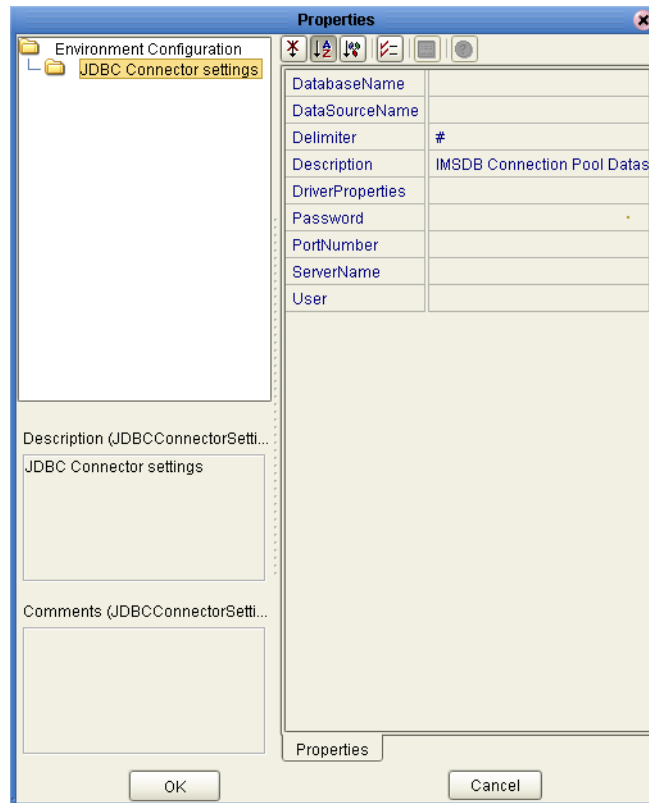 Properties
Environment Configuration
JDBC Connector settings
DatabaseName
DataSourceName
Delimiter #
Description IMSDB Connection Pool Datas
DriverProperties
Password
PortNumber
ServerName
User
Description (JDBCConnectorSetti...
JDBC Connector settings
Comments (JDBCConnectorSetti...
Properties
OK
Cancel